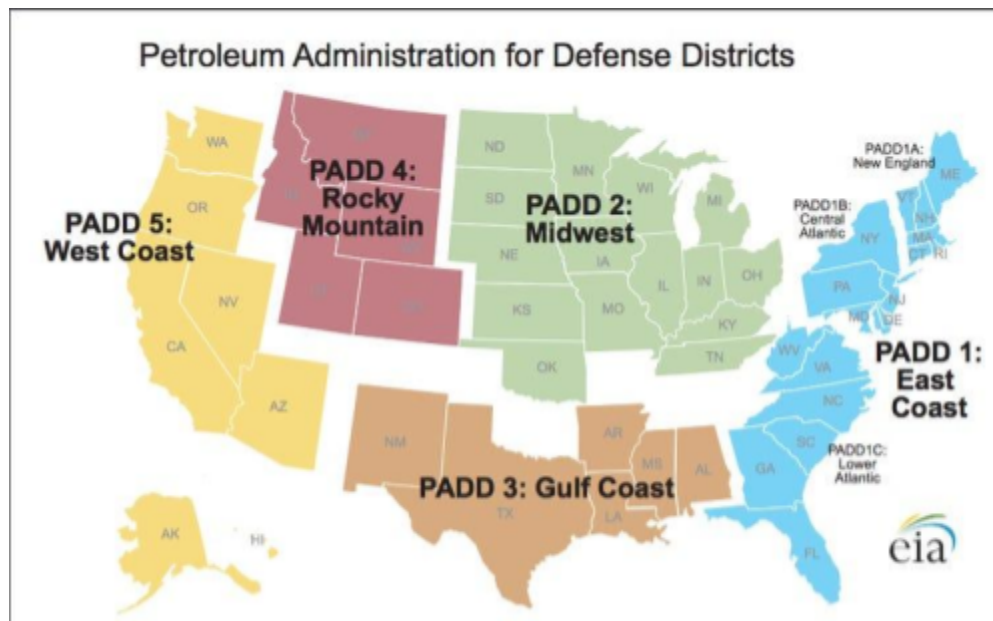 Petroleum Administration for Defense Districts
PADD 5:
West Coast
WA
OR
NV
CA
AZ
AK
HI
PADD 4:
Rocky
Mountain
PADD 2:
Midwest
ND
MN
SD
WI
MI
NE
IA
IL
IN
OH
KS
MO
KY
OK
TN
PADD 3: Gulf Coast
NM
TX
AR
MS
AL
LA
PADD1A:
New England
ME
VT
NH
PADD1B:
Central
Atlantic
NY
MA
CT
RI
PA
NJ
MD
DE
PADD 1:
East
Coast
WV
VA
NC
SC
GA
FL
PADD1C:
Lower
Atlantic
eia